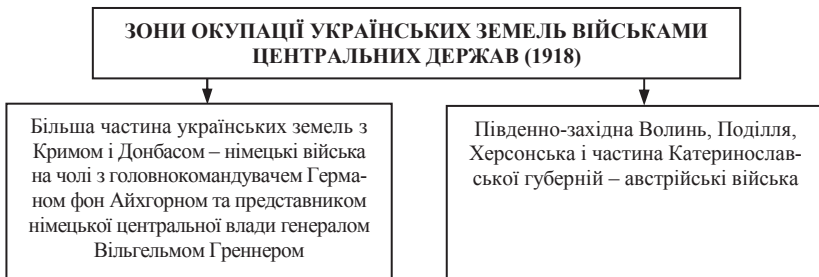 ЗОНИ ОКУПАЦІЇ УКРАЇНСЬКИХ ЗЕМЕЛЬ ВІЙСЬКАМИ
ЦЕНТРАЛЬНИХ ДЕРЖАВ (1918)
Більша частина українських земель з
Кримом і Донбасом – німецькі війська
на чолі з головнокомандувачем Герма-
ном фон Айхгорном та представником
німецької центральної влади генералом
Вільгельмом Греннером
Південно-західна Волинь, Поділля,
Херсонська і частина Катеринослав-
ської губерній – австрійські війська